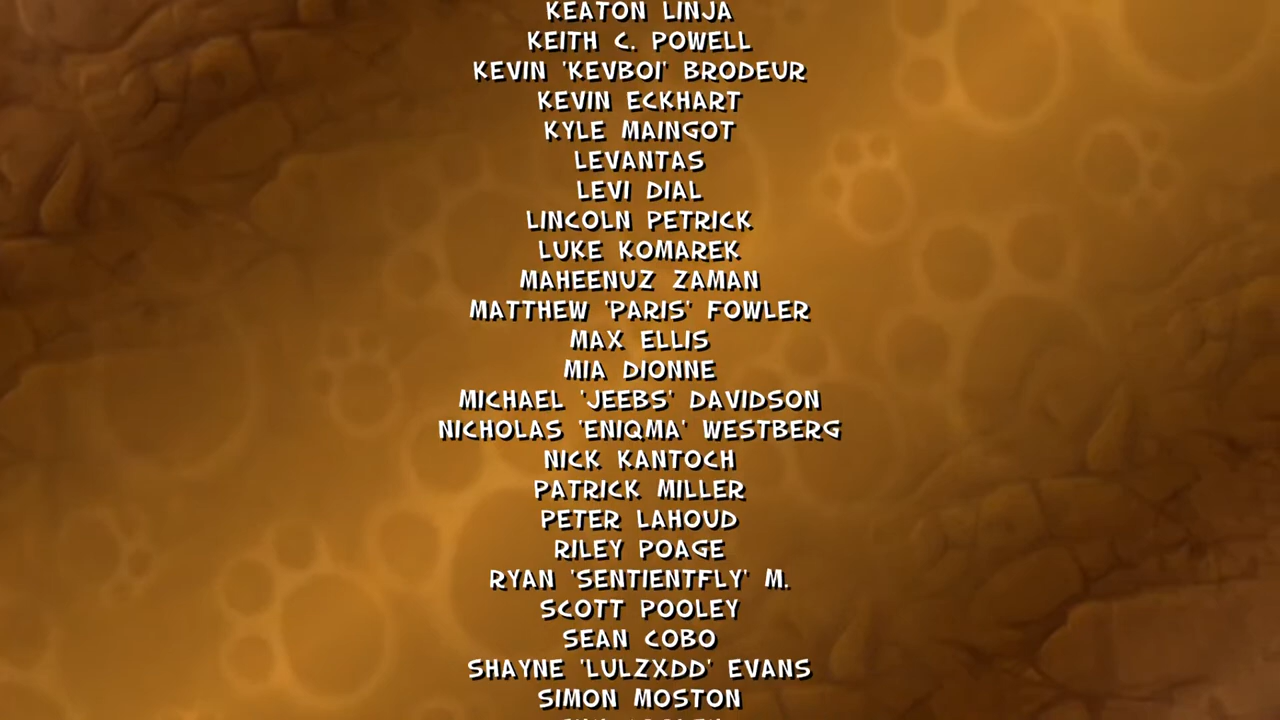 KEATON LINJA
KEITH C. POWELL
KEVIN 'KEVBOI' BRODEUR
KEVIN ECKHART
KYLE MAINGOT
LEVANTAS
LEVI DIAL
LINCOLN PETRICK
LUKE KOMAREK
MAHEENUZ ZAMAN
MATTHEW 'PARIS' FOWLER
MAX ELLIS
MIA DIONNE
MICHAEL 'JEEBS' DAVIDSON
NICHOLAS 'ENIQMA' WESTBERG
NICK KANTOCH
PATRICK MILLER
PETER LAHOUD
RILEY POAGE
RYAN 'SENTIENTFLY' M.
SCOTT POOLEY
SEAN COBO
SHAYNE 'LULZXDD' EVANS
SIMON MOSTON